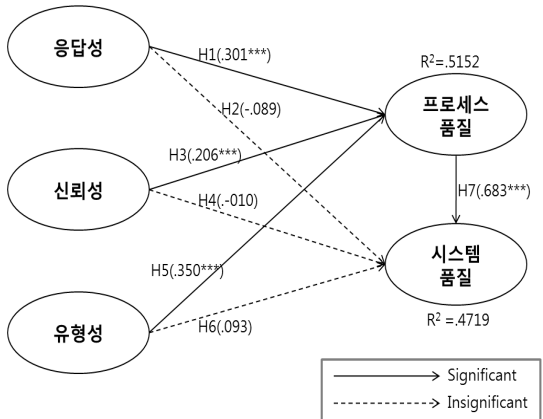 응답성
H1(.301***)
R²=.5152
프로세스
품질
H2(-.089)
H3(.206***)
신뢰성
H4(.-010)
H7(.683***)
시스템
품질
H5(.350***)
유형성
H6(.093)
R² =.4719
Significant
Insignificant